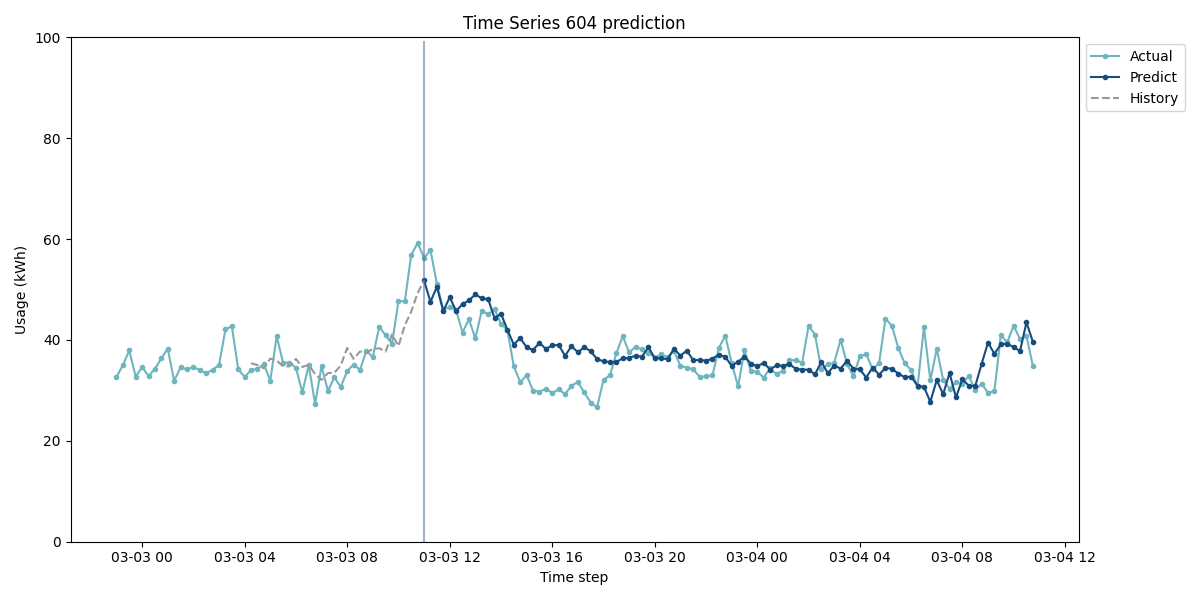 Time Series 604 prediction
Usage (kWh)
100
80
60
40
20
0
03-03 00
03-03 04
03-03 08
03-03 12
03-03 16
03-03 20
03-04 00
03-04 04
03-04 08
03-04 12
Time step
Actual
Predict
History